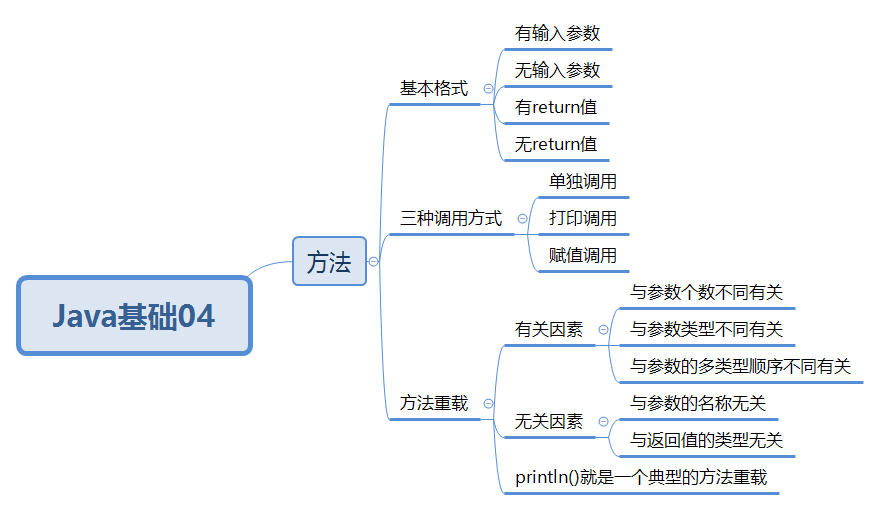 Java基础04
方法
基本格式
有输入参数
无输入参数
有return值
无return值
三种调用方式
单独调用
打印调用
赋值调用
方法重载
有关因素
与参数个数不同有关
与参数类型不同有关
与参数的多类型顺序不同有关
无关因素
与参数的名称无关
与返回值的类型无关
println()就是一个典型的方法重载